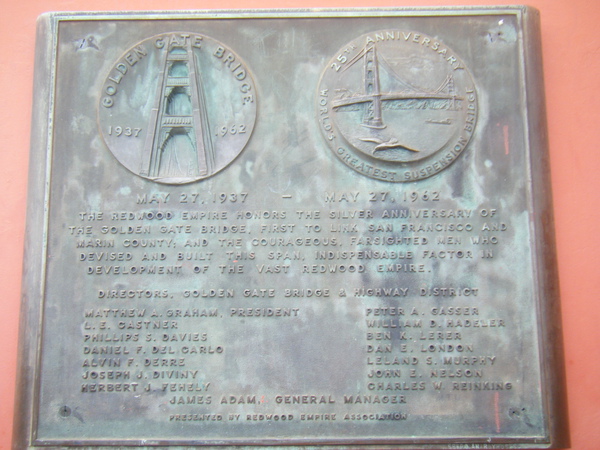 GOLDEN GATE BRIDGE
1937 1962
25TH ANNIVERSARY
WORLD'S GREATEST SUSPENSION BRIDGE
MAY 27, 1937 — MAY 27, 1962
THE REDWOOD EMPIRE HONORS THE SILVER ANNIVERSARY OF
THE GOLDEN GATE BRIDGE, FIRST TO LINK SAN FRANCISCO AND
MARIN COUNTY; AND THE COURAGEOUS, FARSIGHTED MEN WHO
DEVISED AND BUILT THIS SPAN, INDISPENSABLE FACTOR IN
DEVELOPMENT OF THE VAST REDWOOD EMPIRE.
DIRECTORS, GOLDEN GATE BRIDGE & HIGHWAY DISTRICT
MATTHEW A. GRAHAM, PRESIDENT
L. E. CASTNER
PHILLIPS S. DAVIES
DANIEL F. DEL CARLO
ALVIN F. DERRE
JOSEPH J. DIVINY
HERBERT J. FEHELY
PETER A. GASSER
WILLIAM D. HADELER
BEN K. LERER
DAN E. LONDON
LELAND S. MURPHY
JOHN E. NELSON
CHARLES W. REINKING
JAMES ADAM, GENERAL MANAGER
PRESENTED BY REDWOOD EMPIRE ASSOCIATION